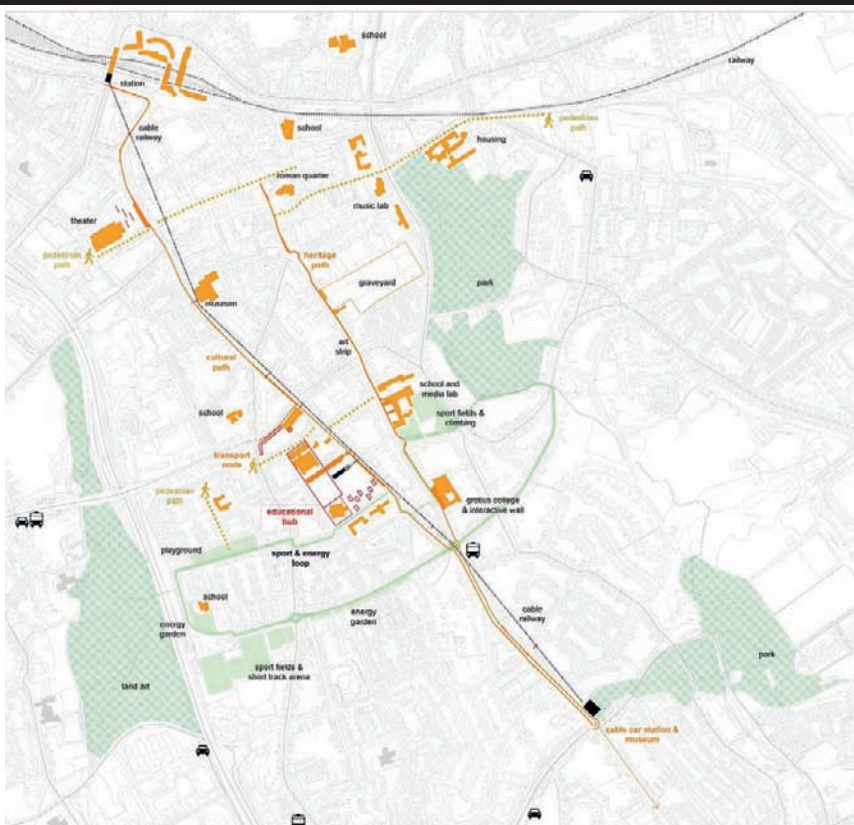 school
railway
station
pedestrian
path
cable
railway
school
housing
roman quarter
music lab
theater
pedestrian
path
heritage
path
graveyard
park
museum
art
strip
cultural
path
school and
media lab
school
sport fields &
climbing
transport
node
pedestrian
path
grotius college
& interactive wall
educational
hub
playground
sport & energy
loop
school
energy
garden
energy
garden
cable
railway
sport fields &
short track arena
land art
park
cable car station &
museum